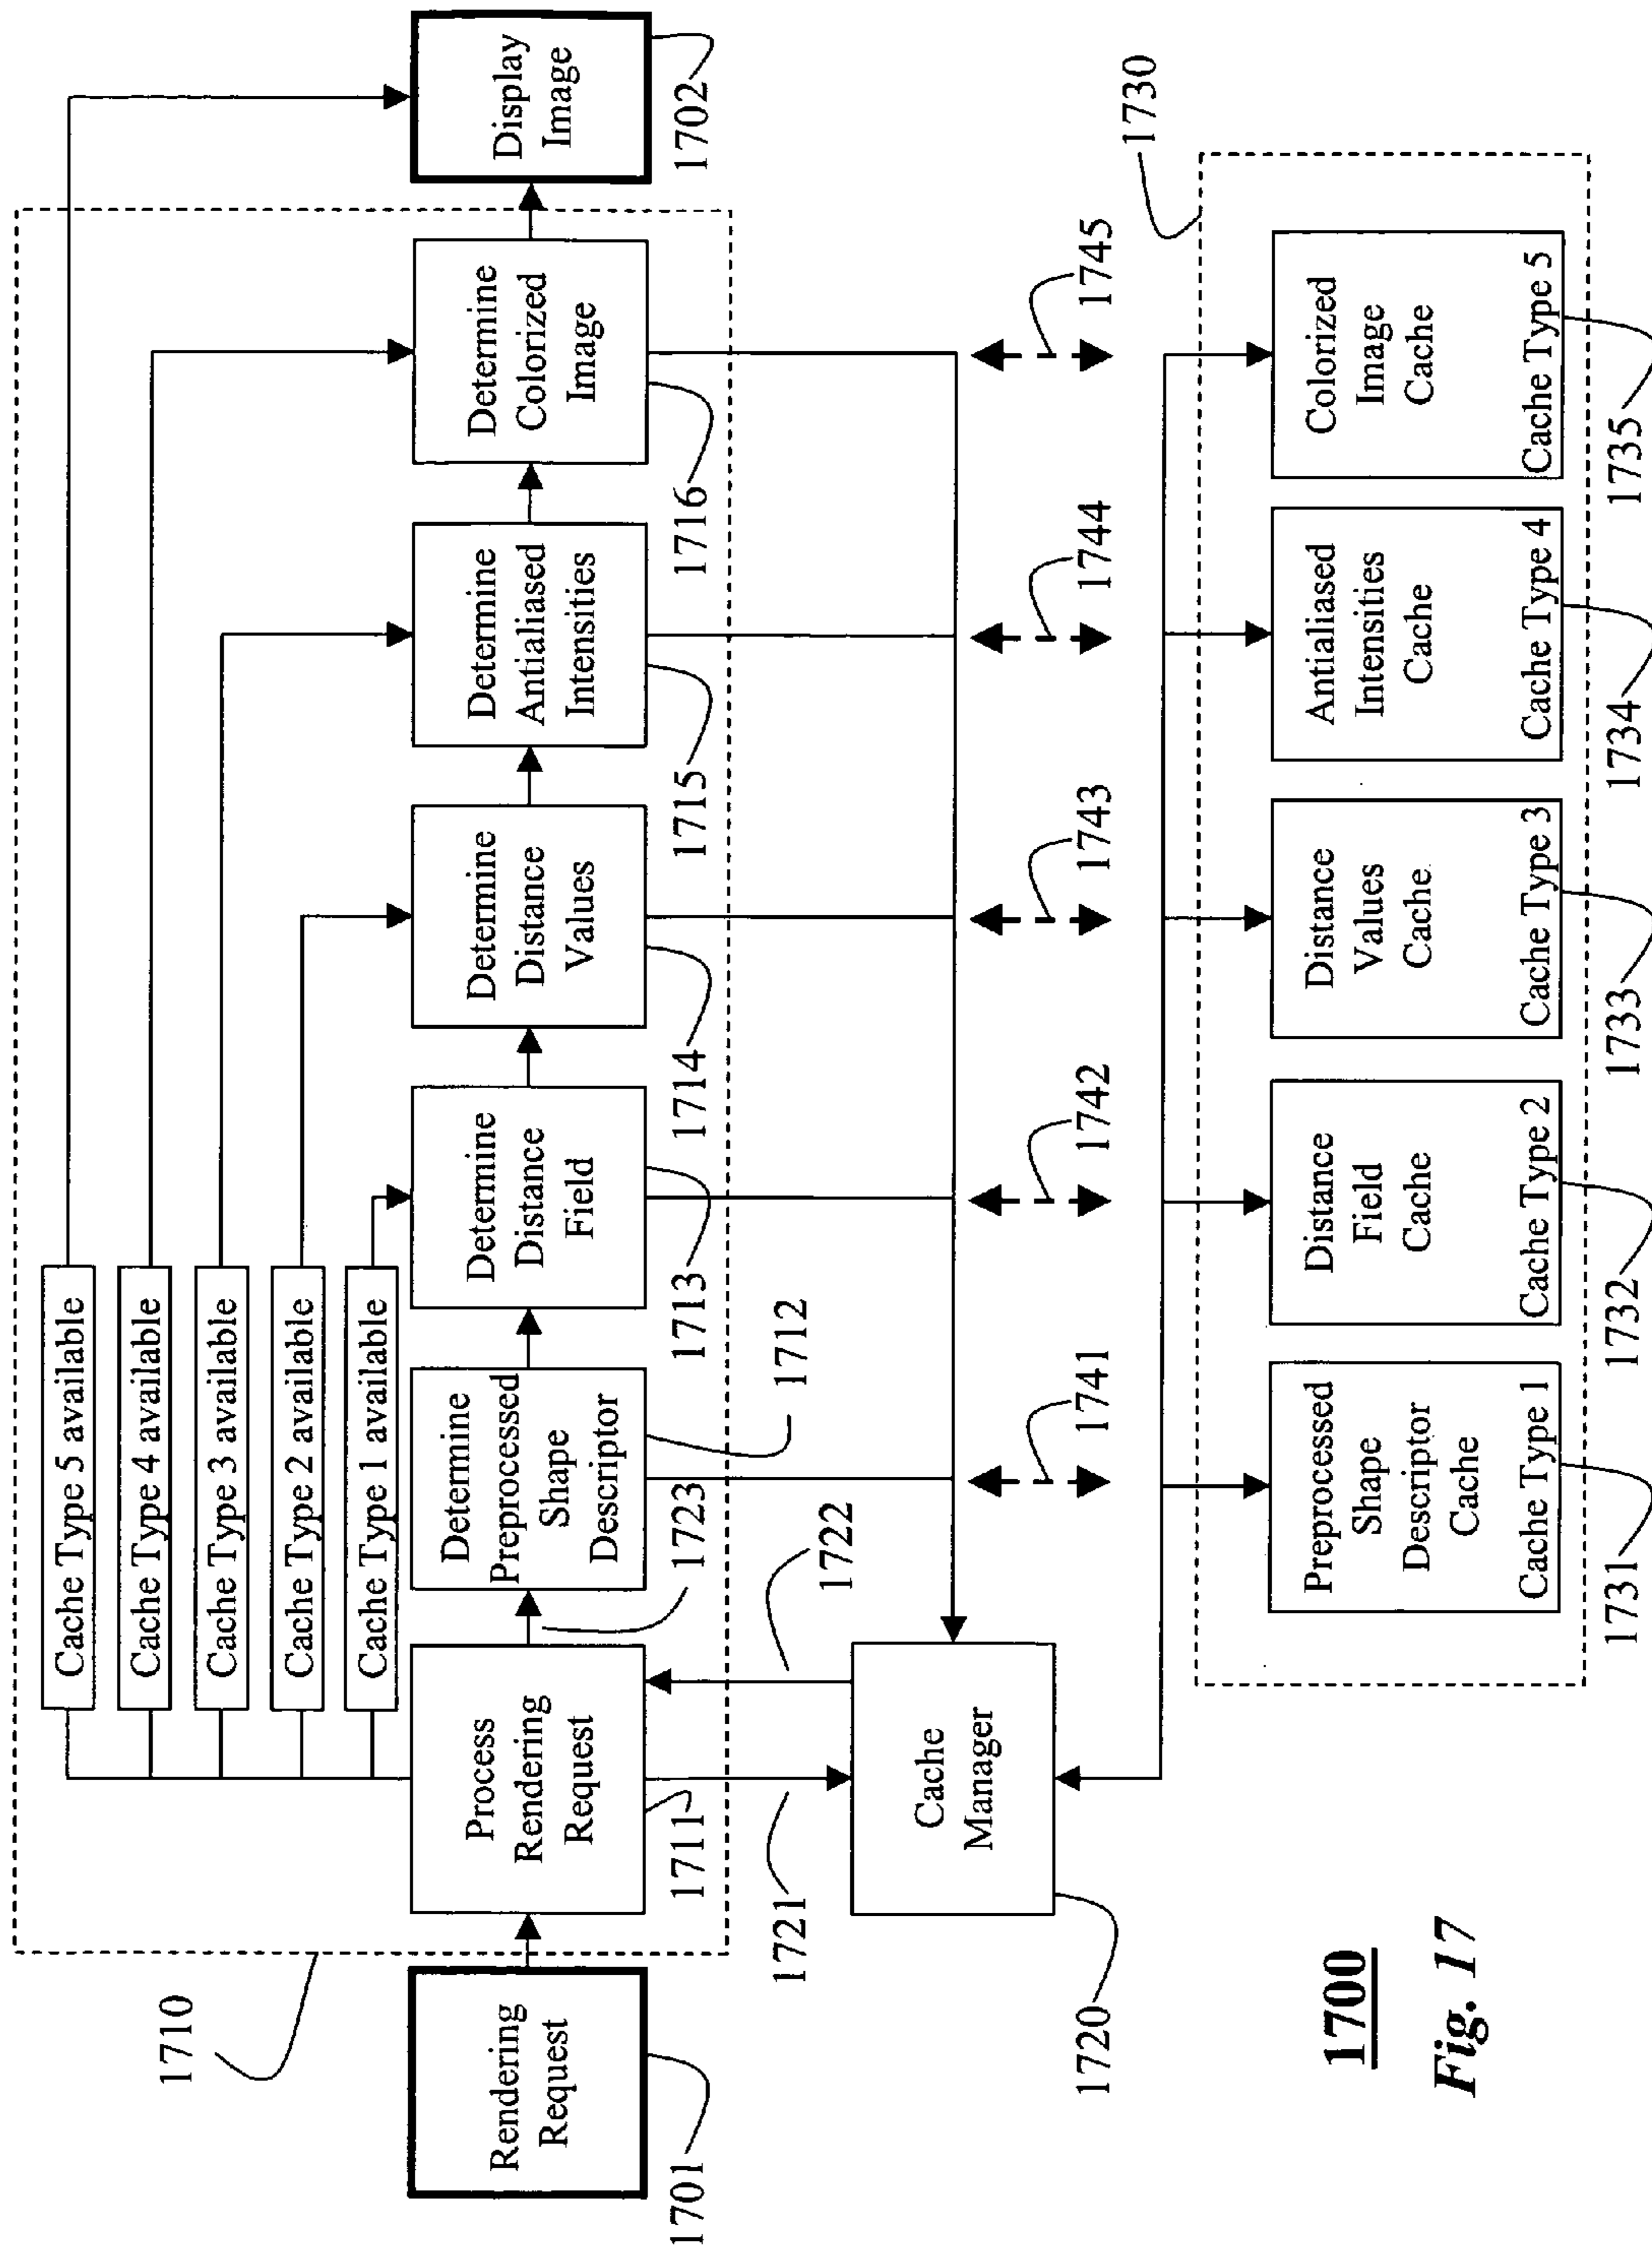 1710
Cache Type 5 available
Cache Type 4 available
Cache Type 3 available
Cache Type 2 available
Cache Type 1 available
Rendering
Request
1701
Process
Rendering
Request
1711
1723
Determine
Preprocessed
Shape
Descriptor
1712
Determine
Distance
Field
1713
Determine
Distance
Values
1714
Determine
Antialiased
Intensities
1715
Determine
Colorized
Image
1716
Display
Image
1702
1721
1722
Cache
Manager
1720
1741
1742
1743
1744
1745
1730
Preprocessed
Shape
Descriptor
Cache
Cache Type 1
1731
Distance
Field
Cache
Cache Type 2
1732
Distance
Values
Cache
Cache Type 3
1733
Antialiased
Intensities
Cache
Cache Type 4
1734
Colorized
Image
Cache
Cache Type 5
1735
1700
Fig. 17